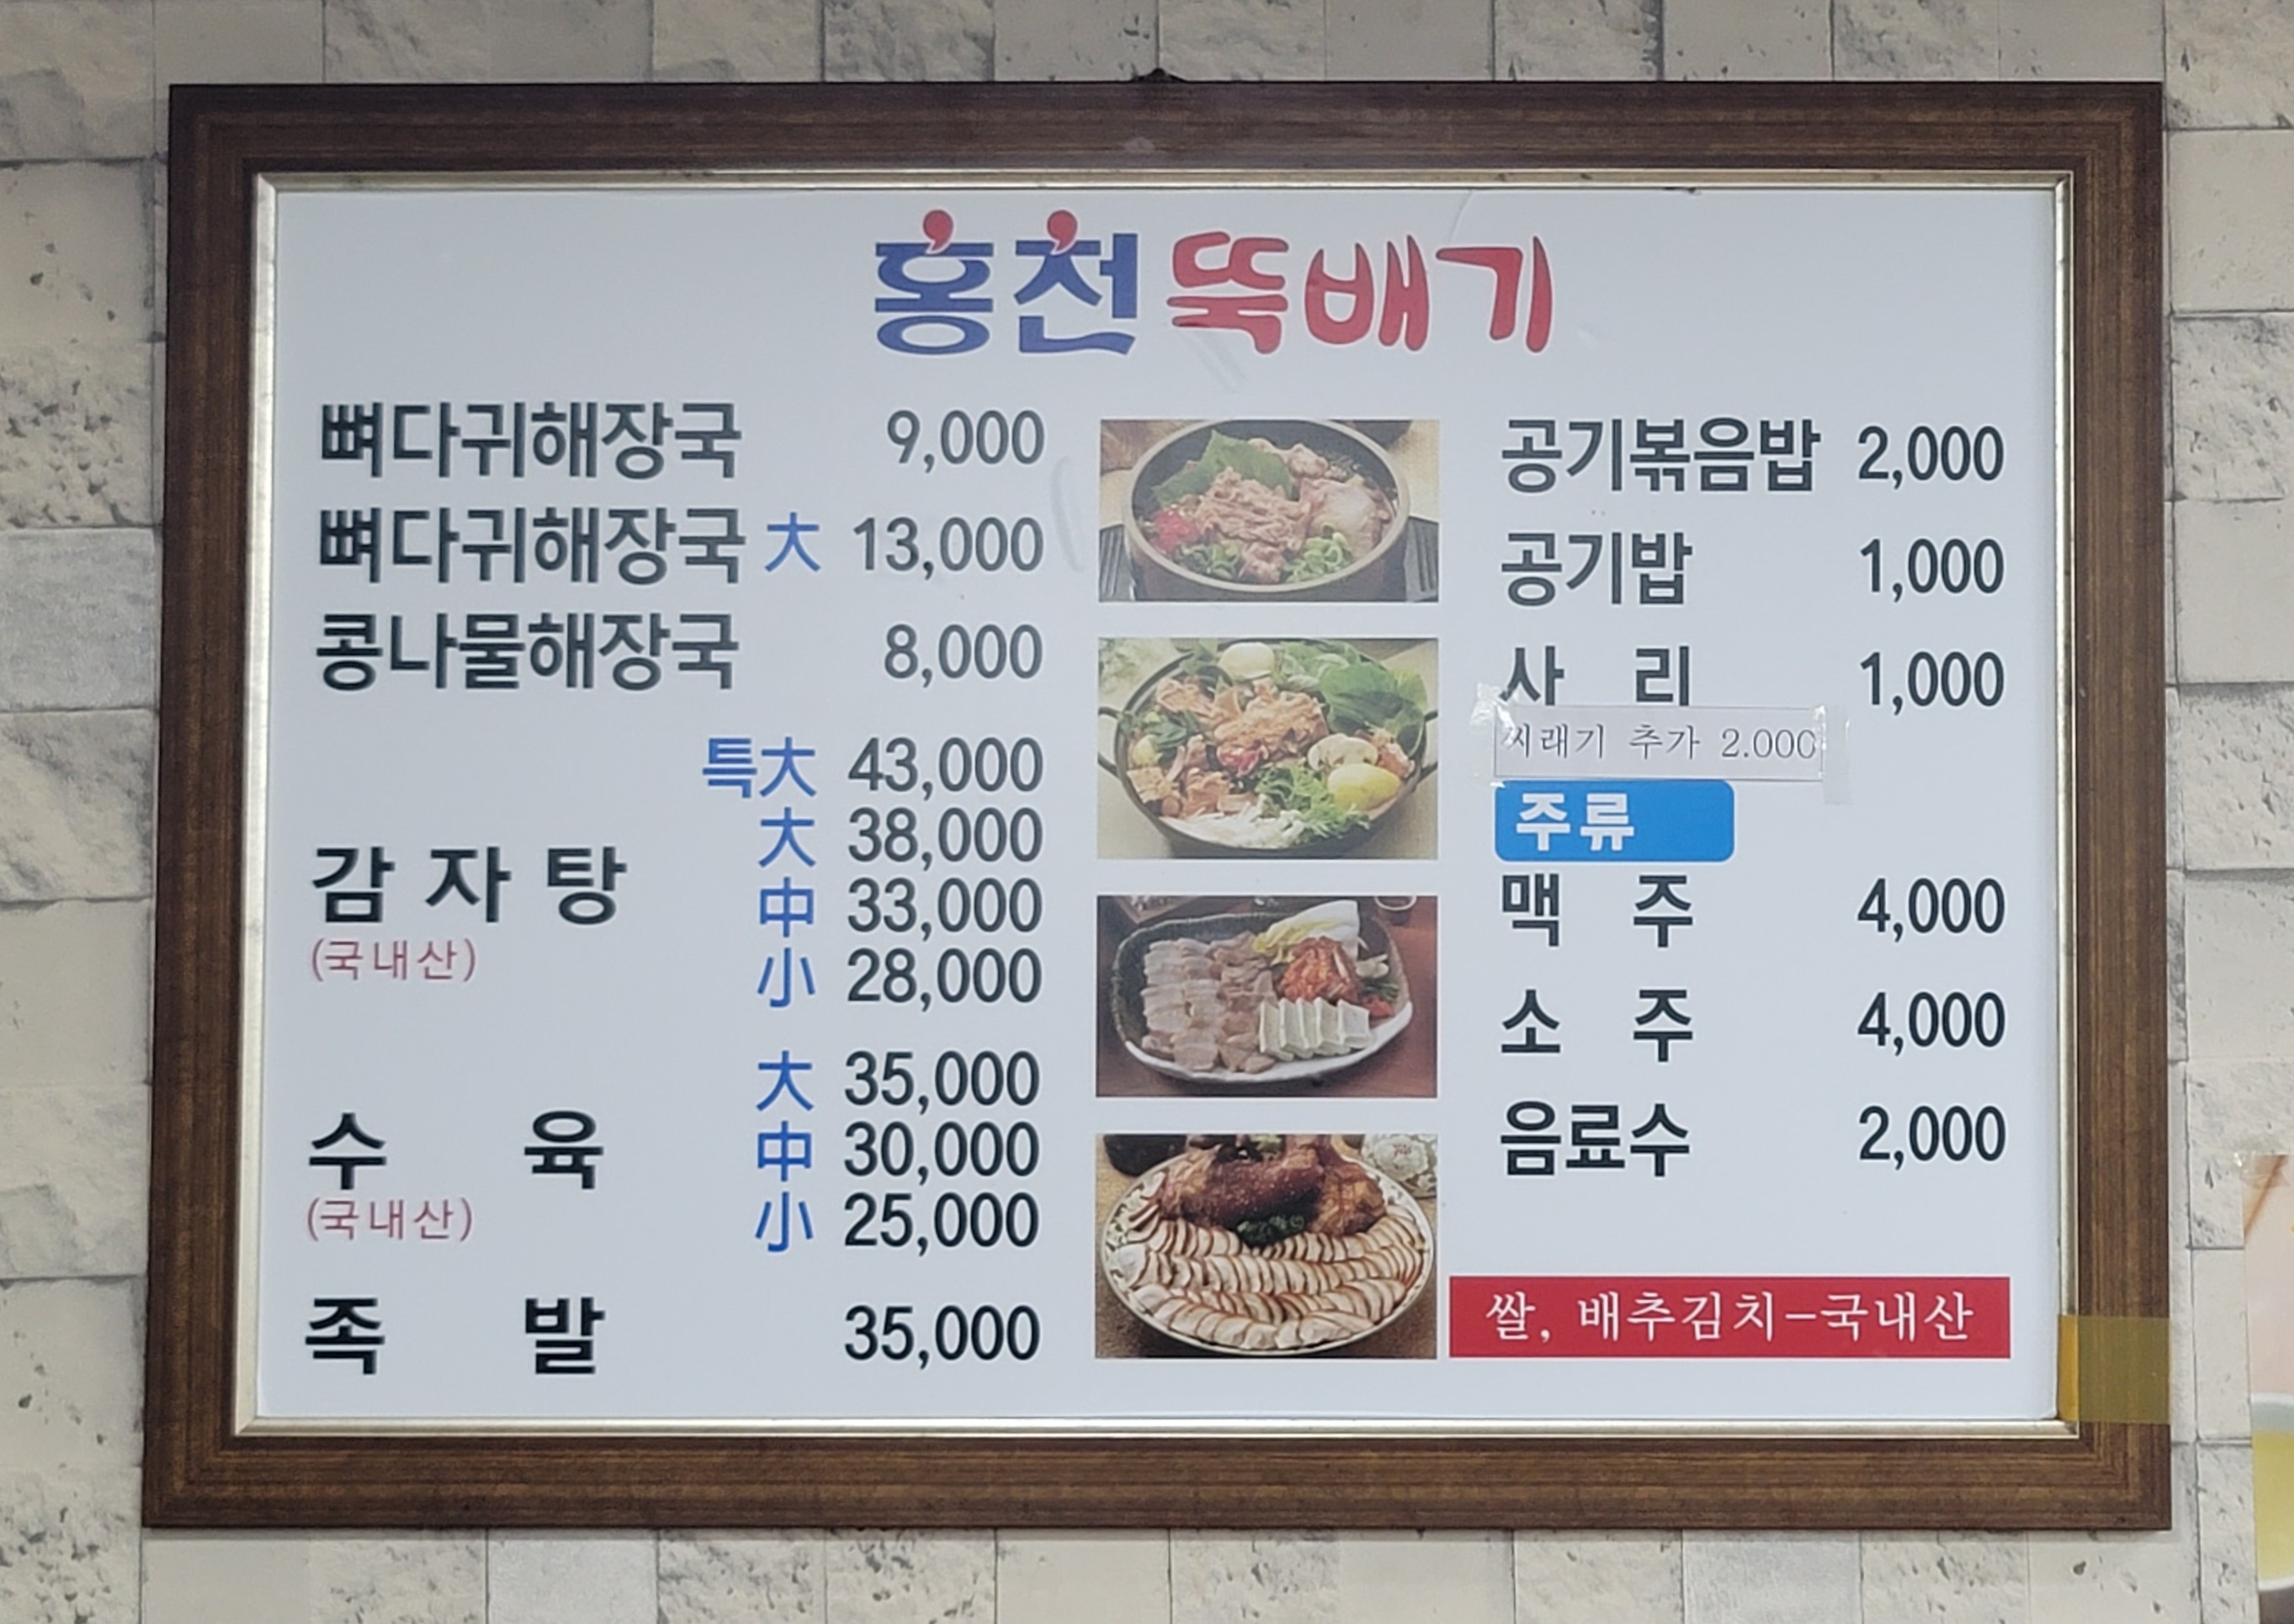 홍천뚝배기
뼈다귀해장국 9,000
뼈다귀해장국 大 13,000
콩나물해장국 8,000
감자탕
(국내산)
특大 43,000
大 38,000
中 33,000
小 28,000
수육
(국내산)
大 35,000
中 30,000
小 25,000
족발 35,000
공기볶음밥 2,000
공기밥 1,000
사리 1,000
씨래기 추가 2.000
주류
맥주 4,000
소주 4,000
음료수 2,000
쌀, 배추김치-국내산